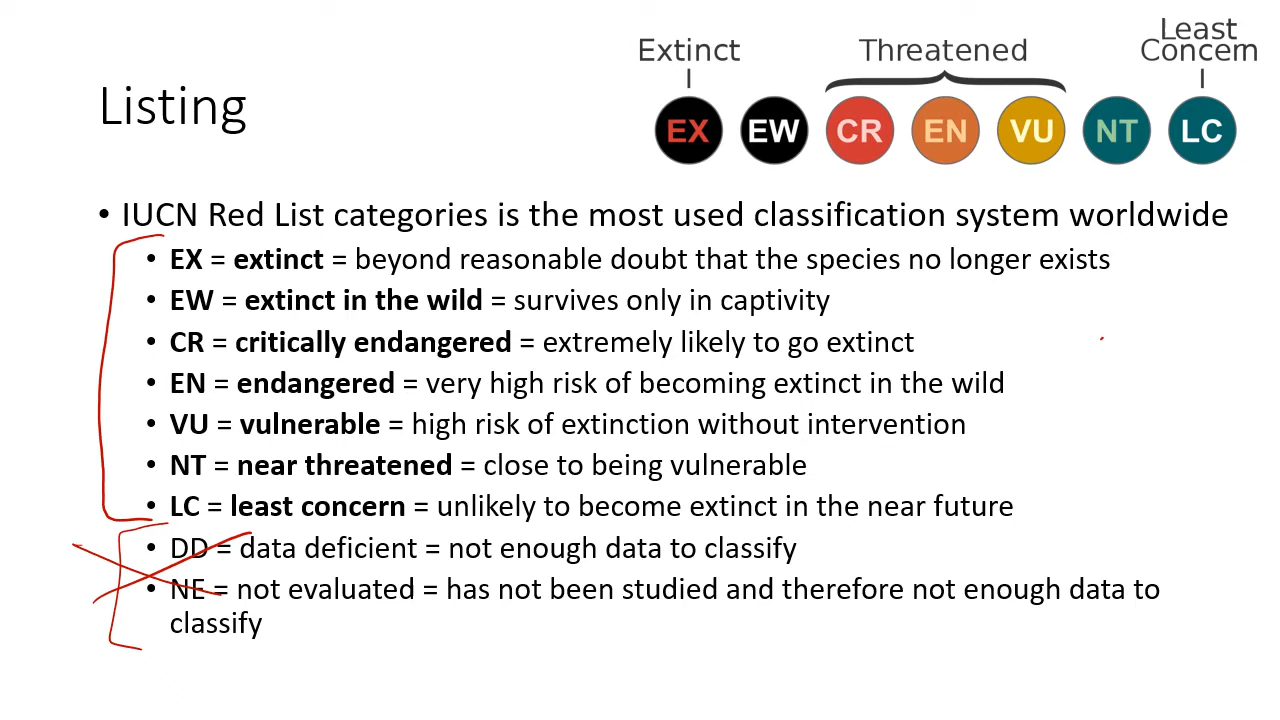 Extinct
Threatened
Least
Concern
Listing
EX EW CR EN VU NT LC
• IUCN Red List categories is the most used classification system worldwide
• EX = extinct = beyond reasonable doubt that the species no longer exists
• EW = extinct in the wild = survives only in captivity
• CR = critically endangered = extremely likely to go extinct
• EN = endangered = very high risk of becoming extinct in the wild
• VU = vulnerable = high risk of extinction without intervention
• NT = near threatened = close to being vulnerable
• LC = least concern = unlikely to become extinct in the near future
• DD = data deficient = not enough data to classify
• NE = not evaluated = has not been studied and therefore not enough data to
classify